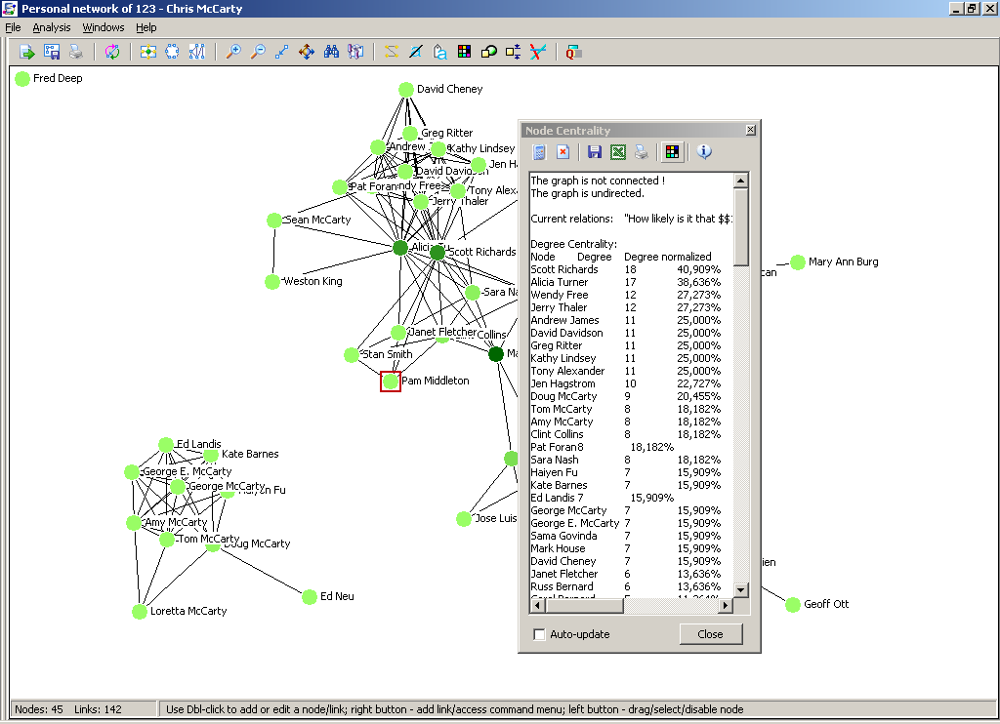 Personal network of 123 - Chris McCarty
File Analysis Windows Help
Fred Deep
David Cheney
Greg Ritter
Andrew J
Kathy Lindsey
Jen H
David Davidson
Pat Foran
ndy Free
Tony Alex
Jerry Thaler
Sean McCarty
Alicia Tu
Scott Richards
Weston King
Sara Na
Janet Fletcher
Collins
Stan Smith
Ma
Pam Middleton
Ed Landis
Kate Barnes
George E. McCarty
George McCarty
Haiyen Fu
Jose Luis
Amy McCarty
Tom McCarty
Doug McCarty
Ed Neu
Loretta McCarty
Node Centrality
The graph is not connected !
The graph is undirected.
Current relations: "How likely is it that $$:
Degree Centrality:
Node Degree Degree normalized
Scott Richards 18 40,909%
Alicia Turner 17 38,636%
Wendy Free 12 27,273%
Jerry Thaler 12 27,273%
Andrew James 11 25,000%
David Davidson 11 25,000%
Greg Ritter 11 25,000%
Kathy Lindsey 11 25,000%
Tony Alexander 11 25,000%
Jen Hagstrom 10 22,727%
Doug McCarty 9 20,455%
Tom McCarty 8 18,182%
Amy McCarty 8 18,182%
Clint Collins 8 18,182%
Pat Foran8 18,182%
Sara Nash 8 18,182%
Haiyen Fu 7 15,909%
Kate Barnes 7 15,909%
Ed Landis 7 15,909%
George McCarty 7 15,909%
George E. McCarty 7 15,909%
Sama Govinda 7 15,909%
Mark House 7 15,909%
David Cheney 7 15,909%
Janet Fletcher 6 13,636%
Russ Bernard 6 13,636%
Carol Bernard 5 11,364%
Auto-update
Close
Mary Ann Burg
can
ien
Geoff Ott
Nodes: 45 Links: 142
Use Dbl-click to add or edit a node/link; right button - add link/access command menu; left button - drag/select/disable node